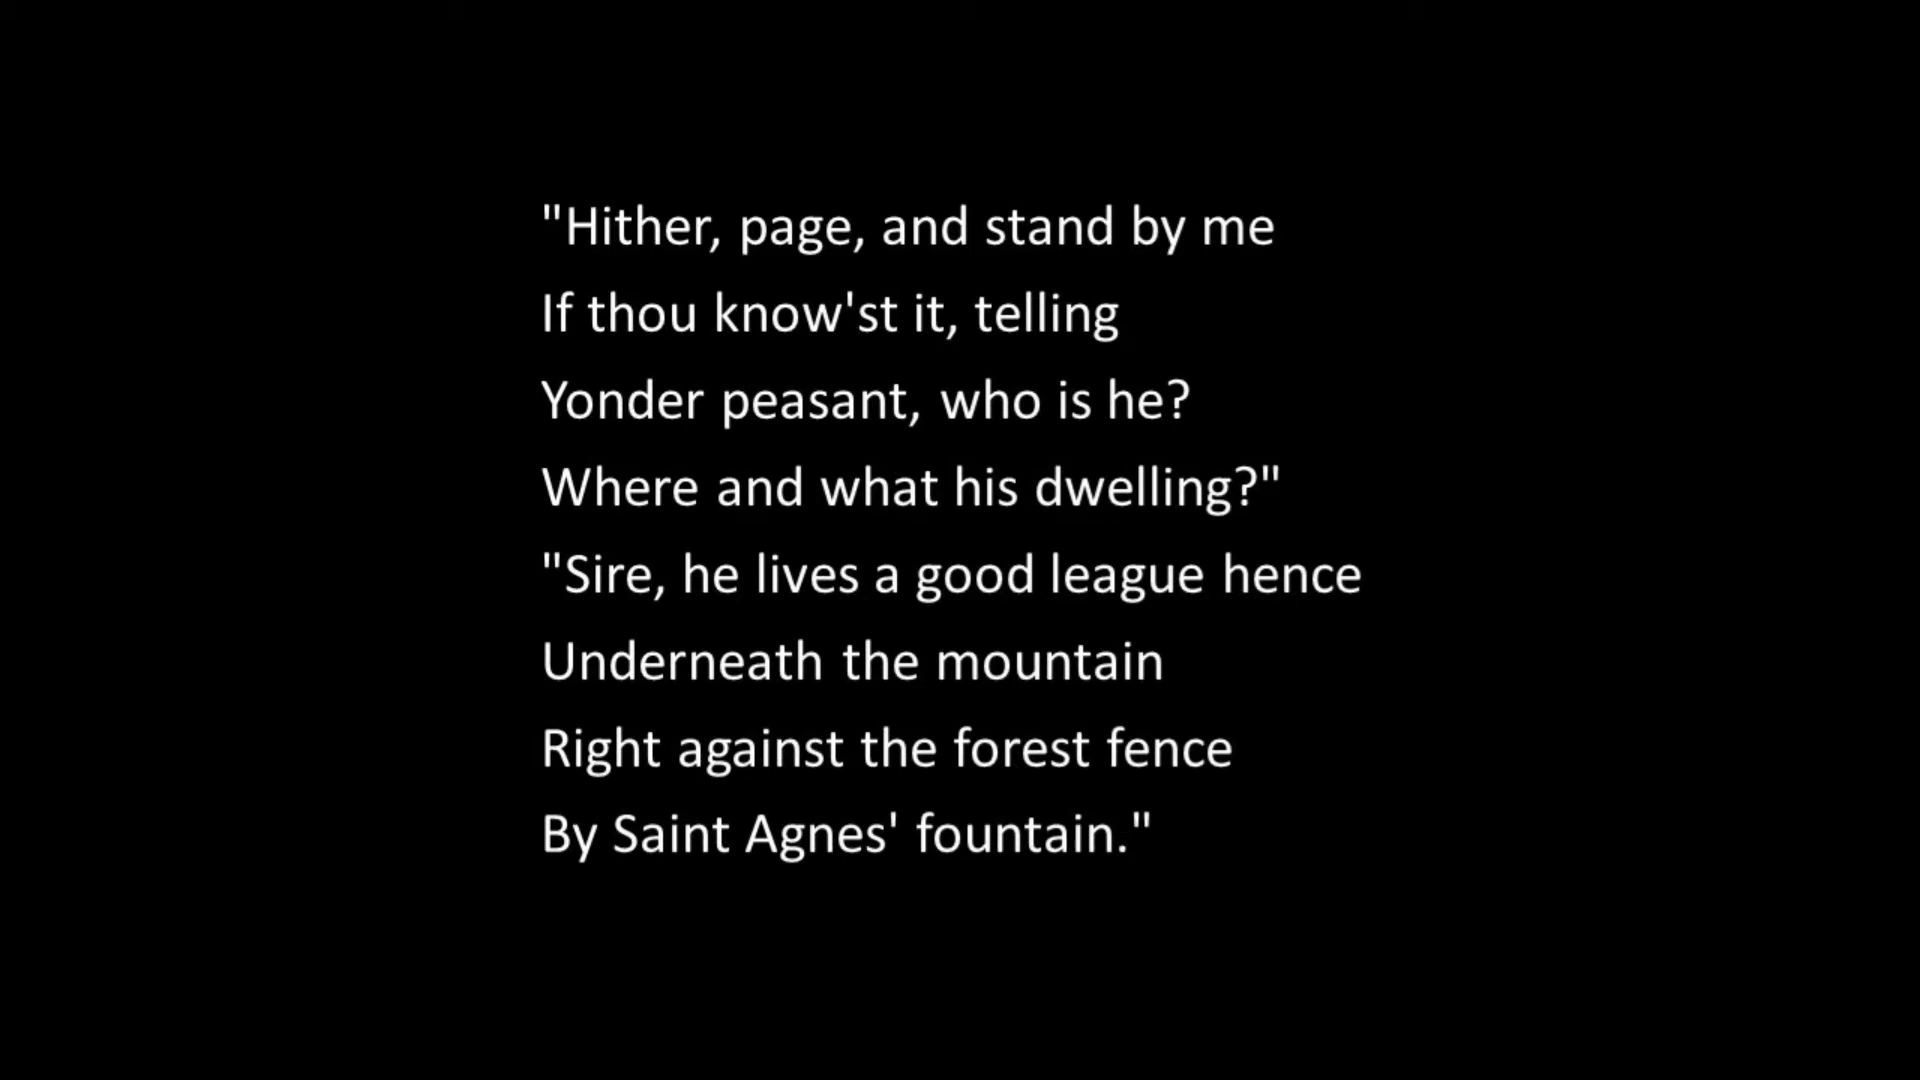 "Hither, page, and stand by me
If thou know'st it, telling
Yonder peasant, who is he?
Where and what his dwelling?"
"Sire, he lives a good league hence
Underneath the mountain
Right against the forest fence
By Saint Agnes' fountain."